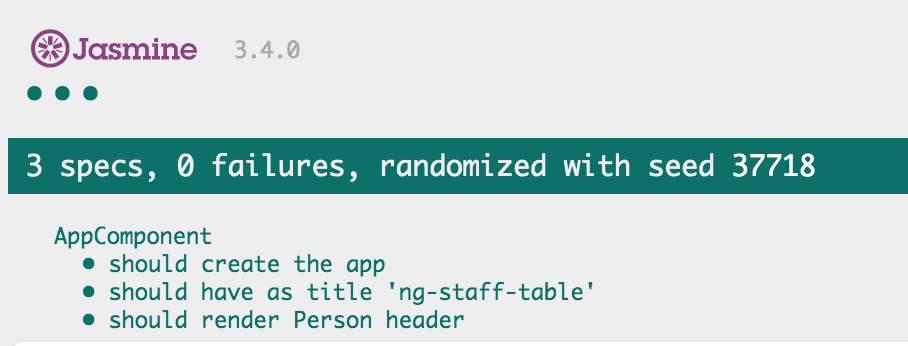 Jasmine 3.4.0
• • •
3 specs, 0 failures, randomized with seed 37718
AppComponent
• should create the app
• should have as title 'ng-staff-table'
• should render Person header